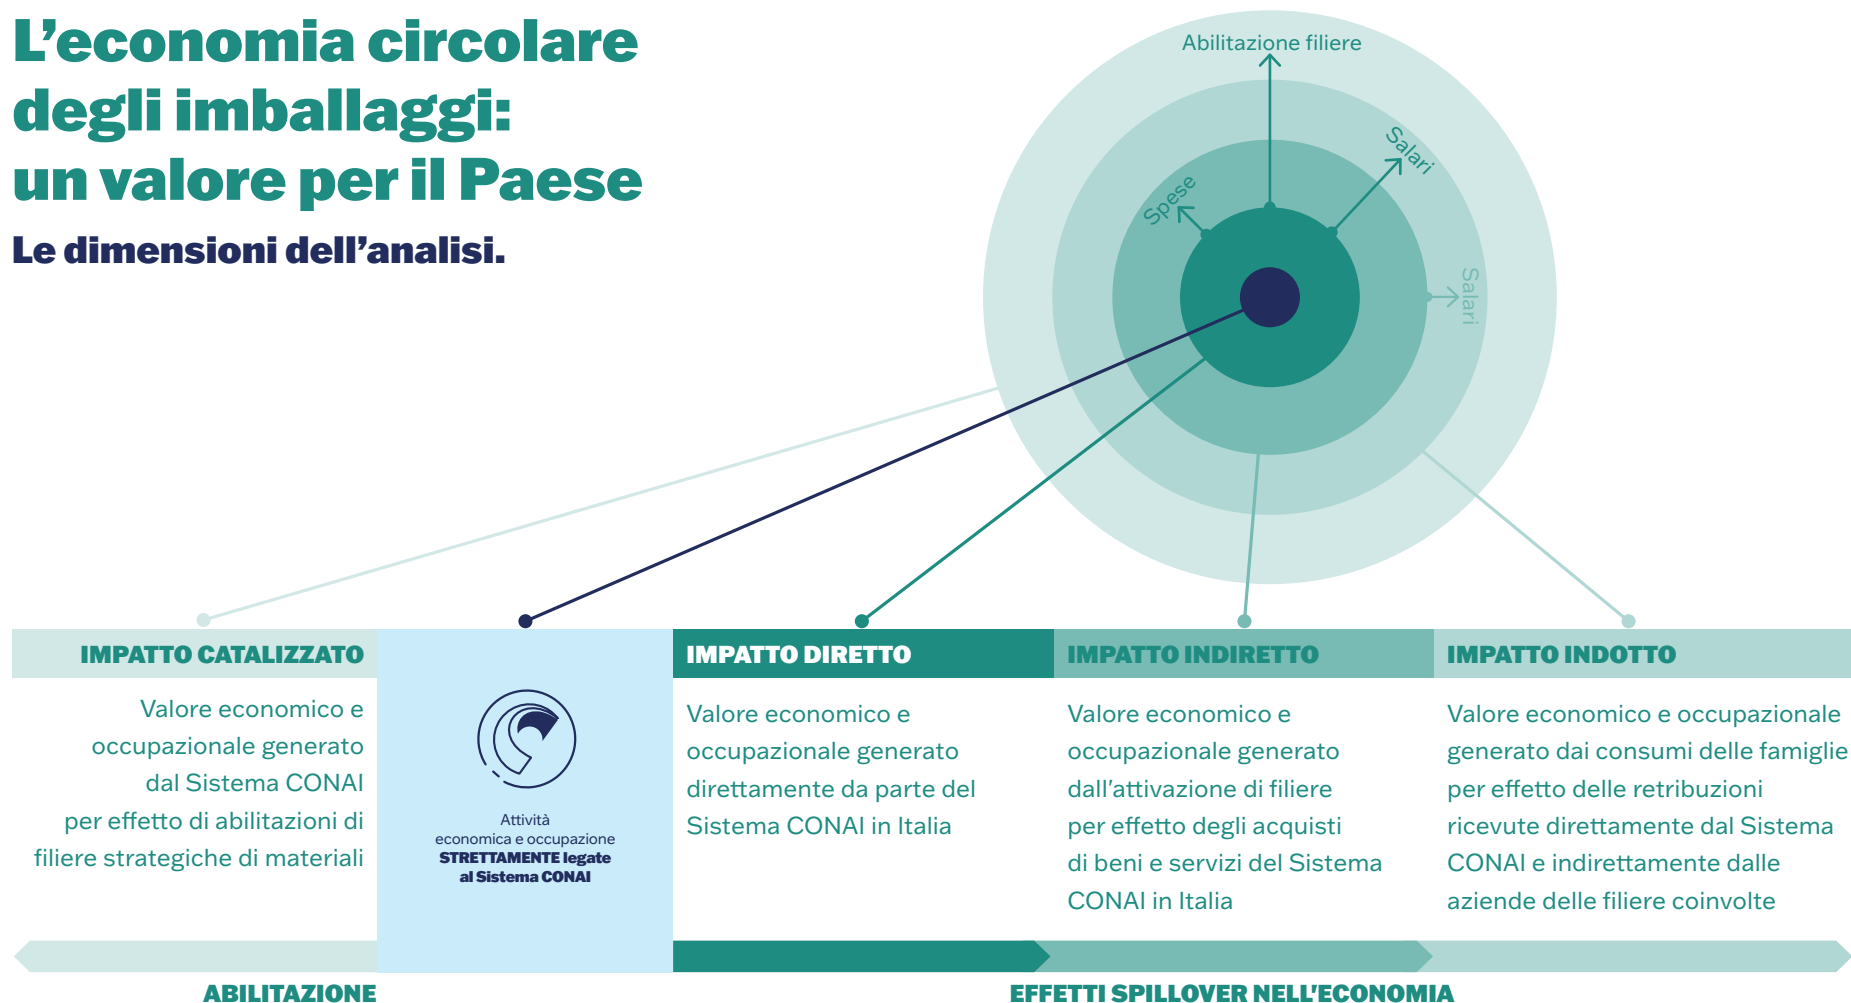 L'economia circolare
degli imballaggi:
un valore per il Paese
Le dimensioni dell'analisi.
Abilitazione filiere
Salari
Spese
Salari
IMPATTO CATALIZZATO
Valore economico e
occupazionale generato
dal Sistema CONAI
per effetto di abilitazioni di
filiere strategiche di materiali
Attività
economica e occupazione
STRETTAMENTE legate
al Sistema CONAI
IMPATTO DIRETTO
Valore economico e
occupazionale generato
direttamente da parte del
Sistema CONAI in Italia
IMPATTO INDIRETTO
Valore economico e
occupazionale generato
dall'attivazione di filiere
per effetto degli acquisti
di beni e servizi del Sistema
CONAI in Italia
IMPATTO INDOTTO
Valore economico e occupazionale
generato dai consumi delle famiglie
per effetto delle retribuzioni
ricevute direttamente dal Sistema
CONAI e indirettamente dalle
aziende delle filiere coinvolte
ABILITAZIONE
EFFETTI SPILLOVER NELL'ECONOMIA